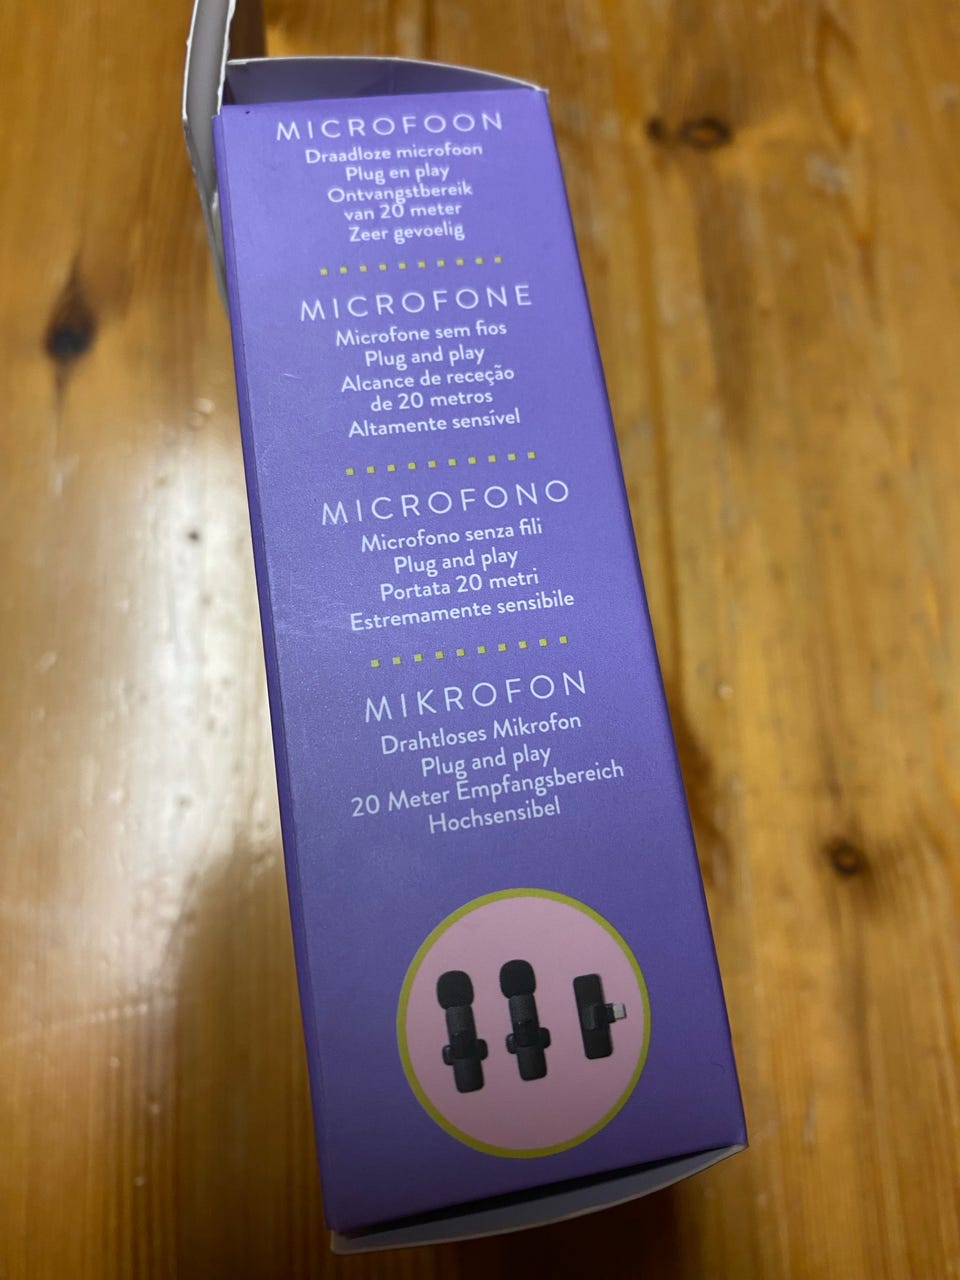 MICROFOON
Draadloze microfoon
Plug en play
Ontvangstbereik
van 20 meter
Zeer gevoelig
MICROFONE
Microfone sem fios
Plug and play
Alcance de receção
de 20 metros
Altamente sensível
MICROFONO
Microfono senza fili
Plug and play
Portata 20 metri
Estremamente sensibile
MIKROFON
Drahtloses Mikrofon
Plug and play
20 Meter Empfangsbereich
Hochsensibel